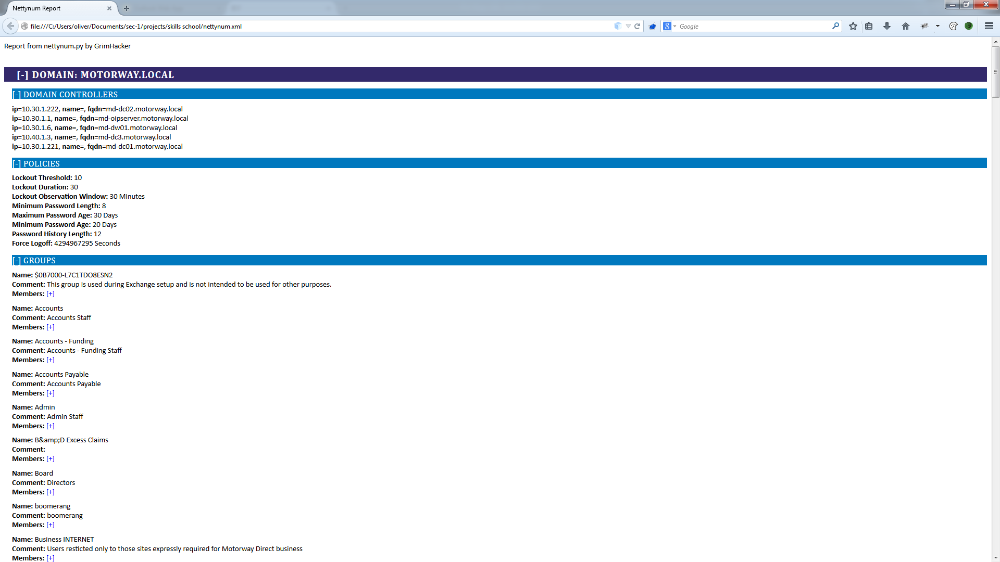 Nettynum Report
file:///C:/Users/oliver/Documents/sec-1/projects/skills school/nettynum.xml
Google
Report from nettynum.py by GrimHacker
[-] DOMAIN: MOTORWAY.LOCAL
[-] DOMAIN CONTROLLERS
ip=10.30.1.222, name=, fqdn=md-dc02.motorway.local
ip=10.30.1.1, name=, fqdn=md-oipserver.motorway.local
ip=10.30.1.6, name=, fqdn=md-dw01.motorway.local
ip=10.40.1.3, name=, fqdn=md-dc3.motorway.local
ip=10.30.1.221, name=, fqdn=md-dc01.motorway.local
[-] POLICIES
Lockout Threshold: 10
Lockout Duration: 30
Lockout Observation Window: 30 Minutes
Minimum Password Length: 8
Maximum Password Age: 30 Days
Minimum Password Age: 20 Days
Password History Length: 12
Force Logoff: 4294967295 Seconds
[-] GROUPS
Name: $0B7000-L7C1TDO8ESN2
Comment: This group is used during Exchange setup and is not intended to be used for other purposes.
Members: [+]
Name: Accounts
Comment: Accounts Staff
Members: [+]
Name: Accounts - Funding
Comment: Accounts - Funding Staff
Members: [+]
Name: Accounts Payable
Comment: Accounts Payable
Members: [+]
Name: Admin
Comment: Admin Staff
Members: [+]
Name: B&amp;D Excess Claims
Comment:
Members: [+]
Name: Board
Comment: Directors
Members: [+]
Name: boomerang
Comment: boomerang
Members: [+]
Name: Business INTERNET
Comment: Users resticted only to those sites expressly required for Motorway Direct business
Members: [+]